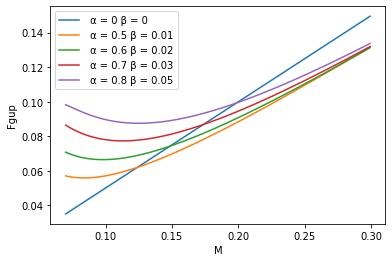 α = 0 β = 0
α = 0.5 β = 0.01
α = 0.6 β = 0.02
α = 0.7 β = 0.03
α = 0.8 β = 0.05
Fgup
0.14
0.12
0.10
0.08
0.06
0.04
0.10 0.15 0.20 0.25 0.30
M